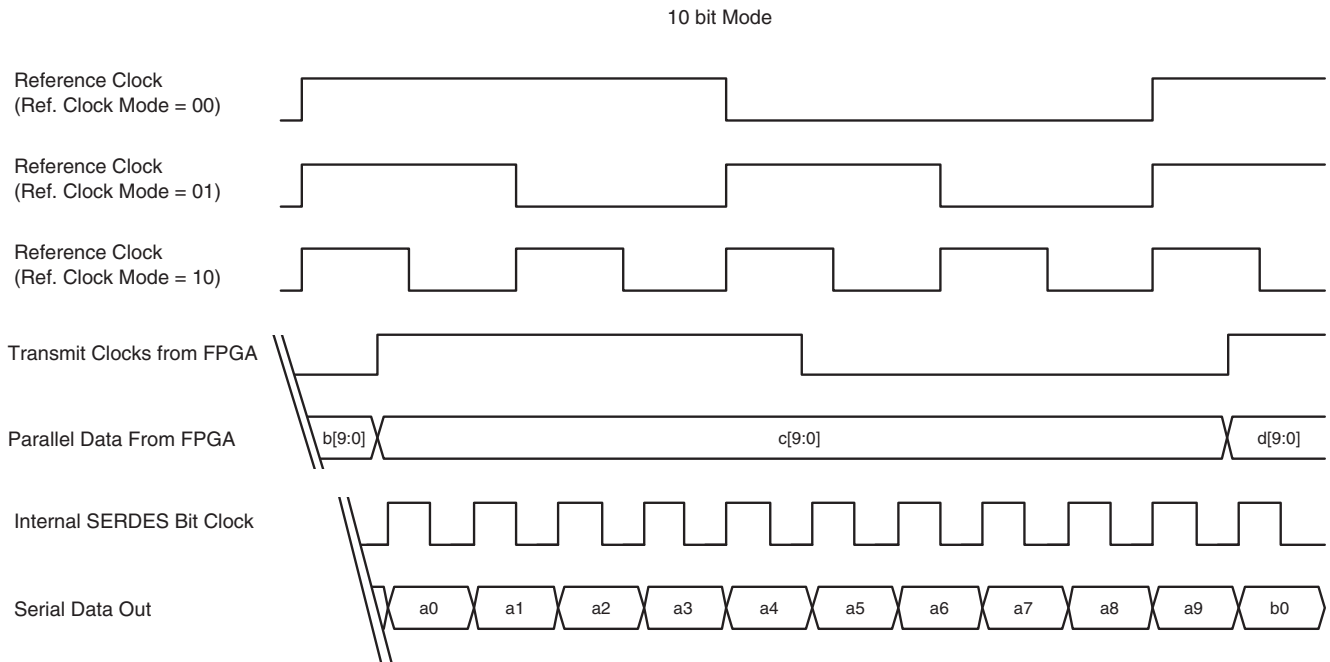 10 bit Mode
Reference Clock
(Ref. Clock Mode = 00)
Reference Clock
(Ref. Clock Mode = 01)
Reference Clock
(Ref. Clock Mode = 10)
Transmit Clocks from FPGA
Parallel Data From FPGA
b[9:0]
c[9:0]
d[9:0]
Internal SERDES Bit Clock
Serial Data Out
a0
a1
a2
a3
a4
a5
a6
a7
a8
a9
b0